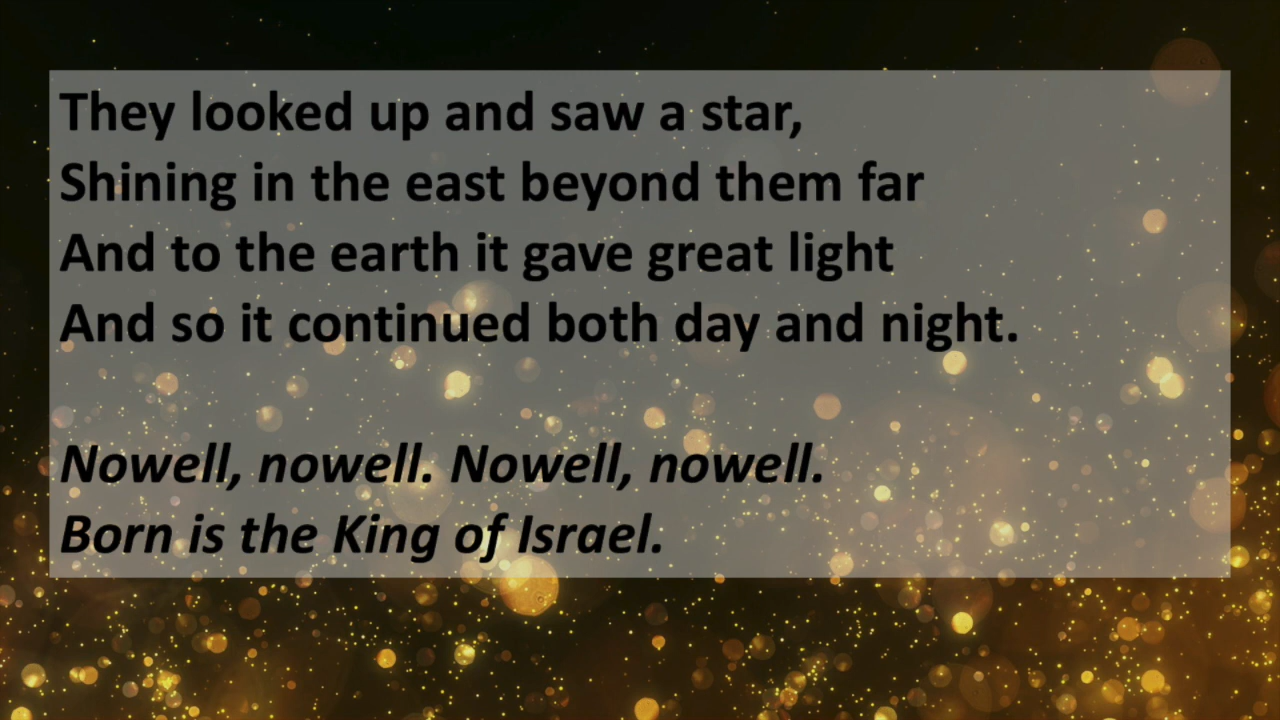 They looked up and saw a star,
Shining in the east beyond them far
And to the earth it gave great light
And so it continued both day and night.
Nowell, nowell. Nowell, nowell.
Born is the King of Israel.